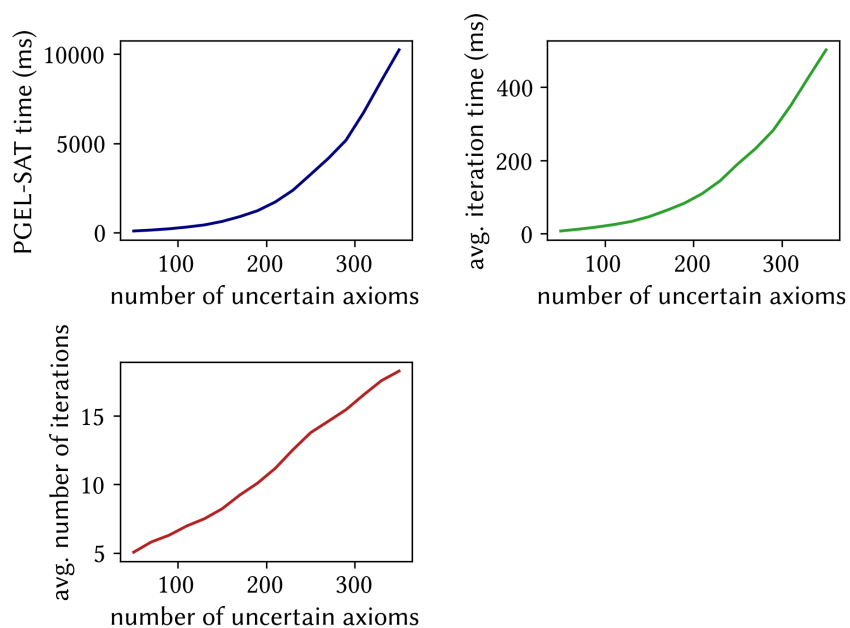 PGEL-SAT time (ms)
10000
5000
0
100 200 300
number of uncertain axioms
avg. iteration time (ms)
400
200
0
100 200 300
number of uncertain axioms
avg. number of iterations
15
10
5
100 200 300
number of uncertain axioms